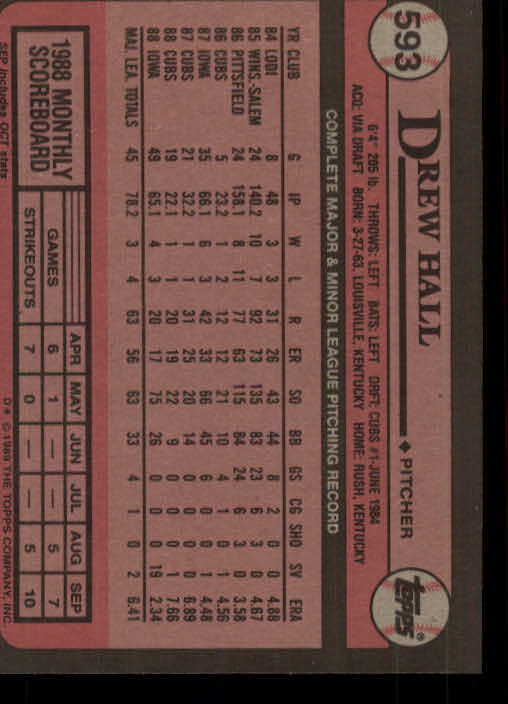 593
DREW HALL ♦ PITCHER
TOPPS®
6'4" 205 lb. THROWS: LEFT BATS: LEFT DRFT: CUBS #1-JUNE 1984
ACQ: VIA DRAFT BORN: 3-27-63, LOUISVILLE, KENTUCKY HOME: RUSH, KENTUCKY
COMPLETE MAJOR & MINOR LEAGUE PITCHING RECORD
YR CLUB G IP W L R ER SO BB GS CG SHO SV ERA
84 LODI 8 48 3 3 31 26 43 44 8 2 0 0 4.88
85 WINS.-SALEM 24 140.2 10 7 92 73 135 83 23 6 3 0 4.67
86 PITTSFIELD 24 158.1 8 11 77 63 115 84 24 6 3 0 3.58
86 CUBS 5 23.2 1 2 12 12 21 10 4 1 0 1 4.56
87 IOWA 35 66.1 6 3 42 33 66 45 6 0 0 1 4.48
87 CUBS 21 32.2 1 1 31 25 20 14 0 0 0 0 6.89
88 CUBS 19 22.1 1 1 20 19 22 9 0 0 0 1 7.66
88 IOWA 49 65.1 4 3 20 17 75 26 0 0 0 19 2.34
MAJ. LEA. TOTALS 45 78.2 3 4 63 56 63 33 4 1 0 2 6.41
1988 MONTHLY SCOREBOARD
APR MAY JUN JUL AUG SEP
GAMES 6 1 — — 5 7
STRIKEOUTS 7 0 — — 5 10
SEP includes OCT stats
D* © 1989 THE TOPPS COMPANY, INC.